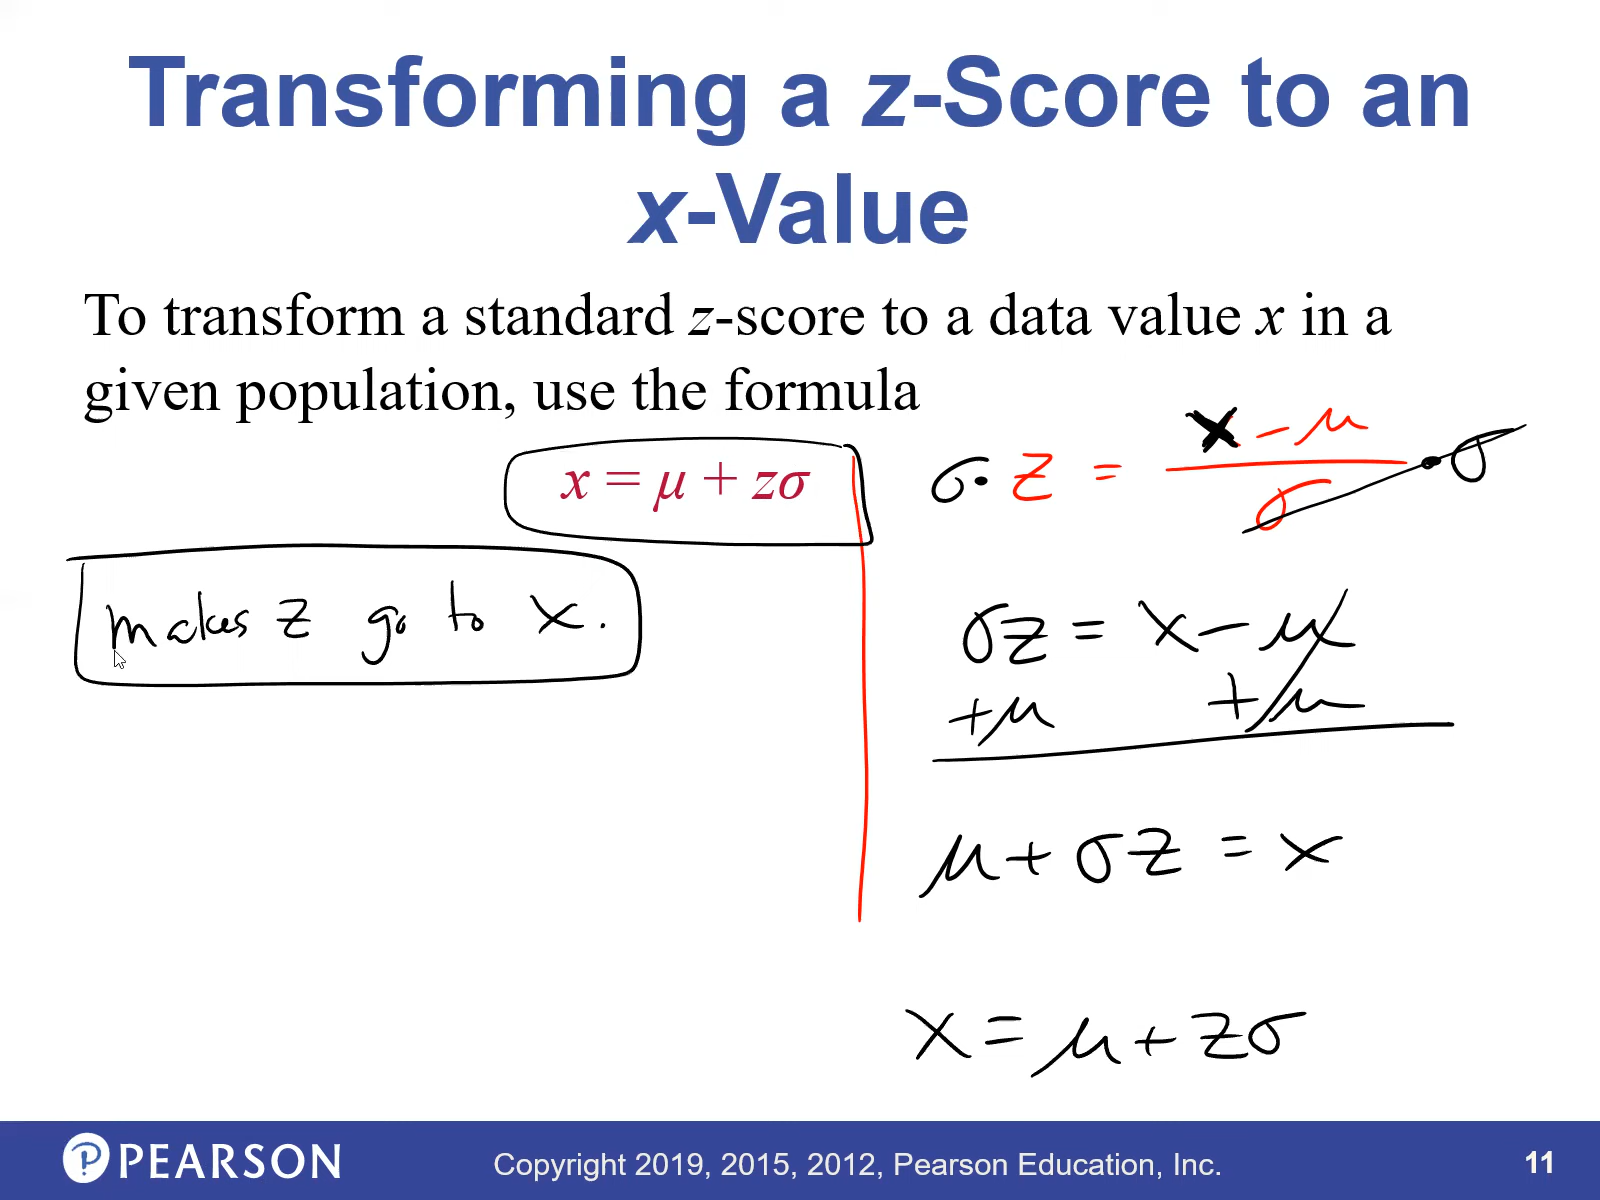 Transforming a z-Score to an
x-Value
To transform a standard z-score to a data value x in a
given population, use the formula
x = μ + zσ
makes z go to x.
σ · z = (x − μ) / σ · σ
σz = x − μ
+μ +μ
μ + σz = x
x = μ + zσ
PEARSON
Copyright 2019, 2015, 2012, Pearson Education, Inc.
11